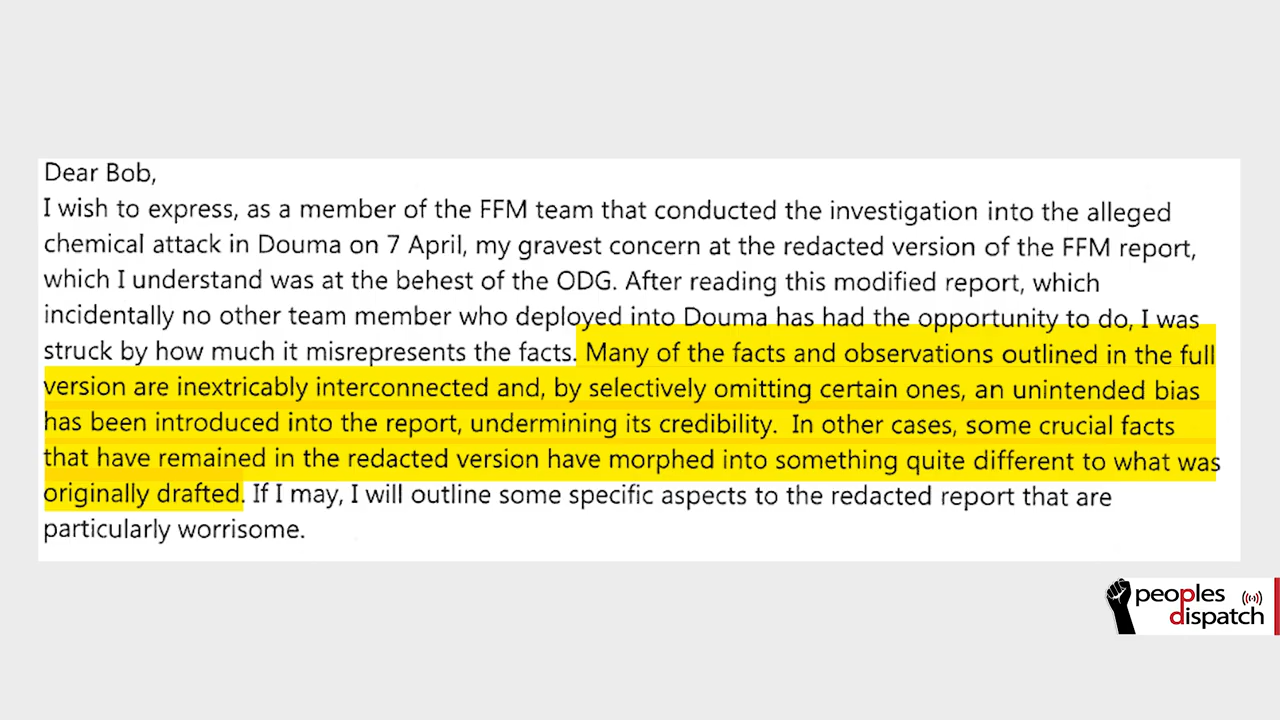 Dear Bob,
I wish to express, as a member of the FFM team that conducted the investigation into the alleged
chemical attack in Douma on 7 April, my gravest concern at the redacted version of the FFM report,
which I understand was at the behest of the ODG. After reading this modified report, which
incidentally no other team member who deployed into Douma has had the opportunity to do, I was
struck by how much it misrepresents the facts. Many of the facts and observations outlined in the full
version are inextricably interconnected and, by selectively omitting certain ones, an unintended bias
has been introduced into the report, undermining its credibility. In other cases, some crucial facts
that have remained in the redacted version have morphed into something quite different to what was
originally drafted. If I may, I will outline some specific aspects to the redacted report that are
particularly worrisome.
peoples
dispatch